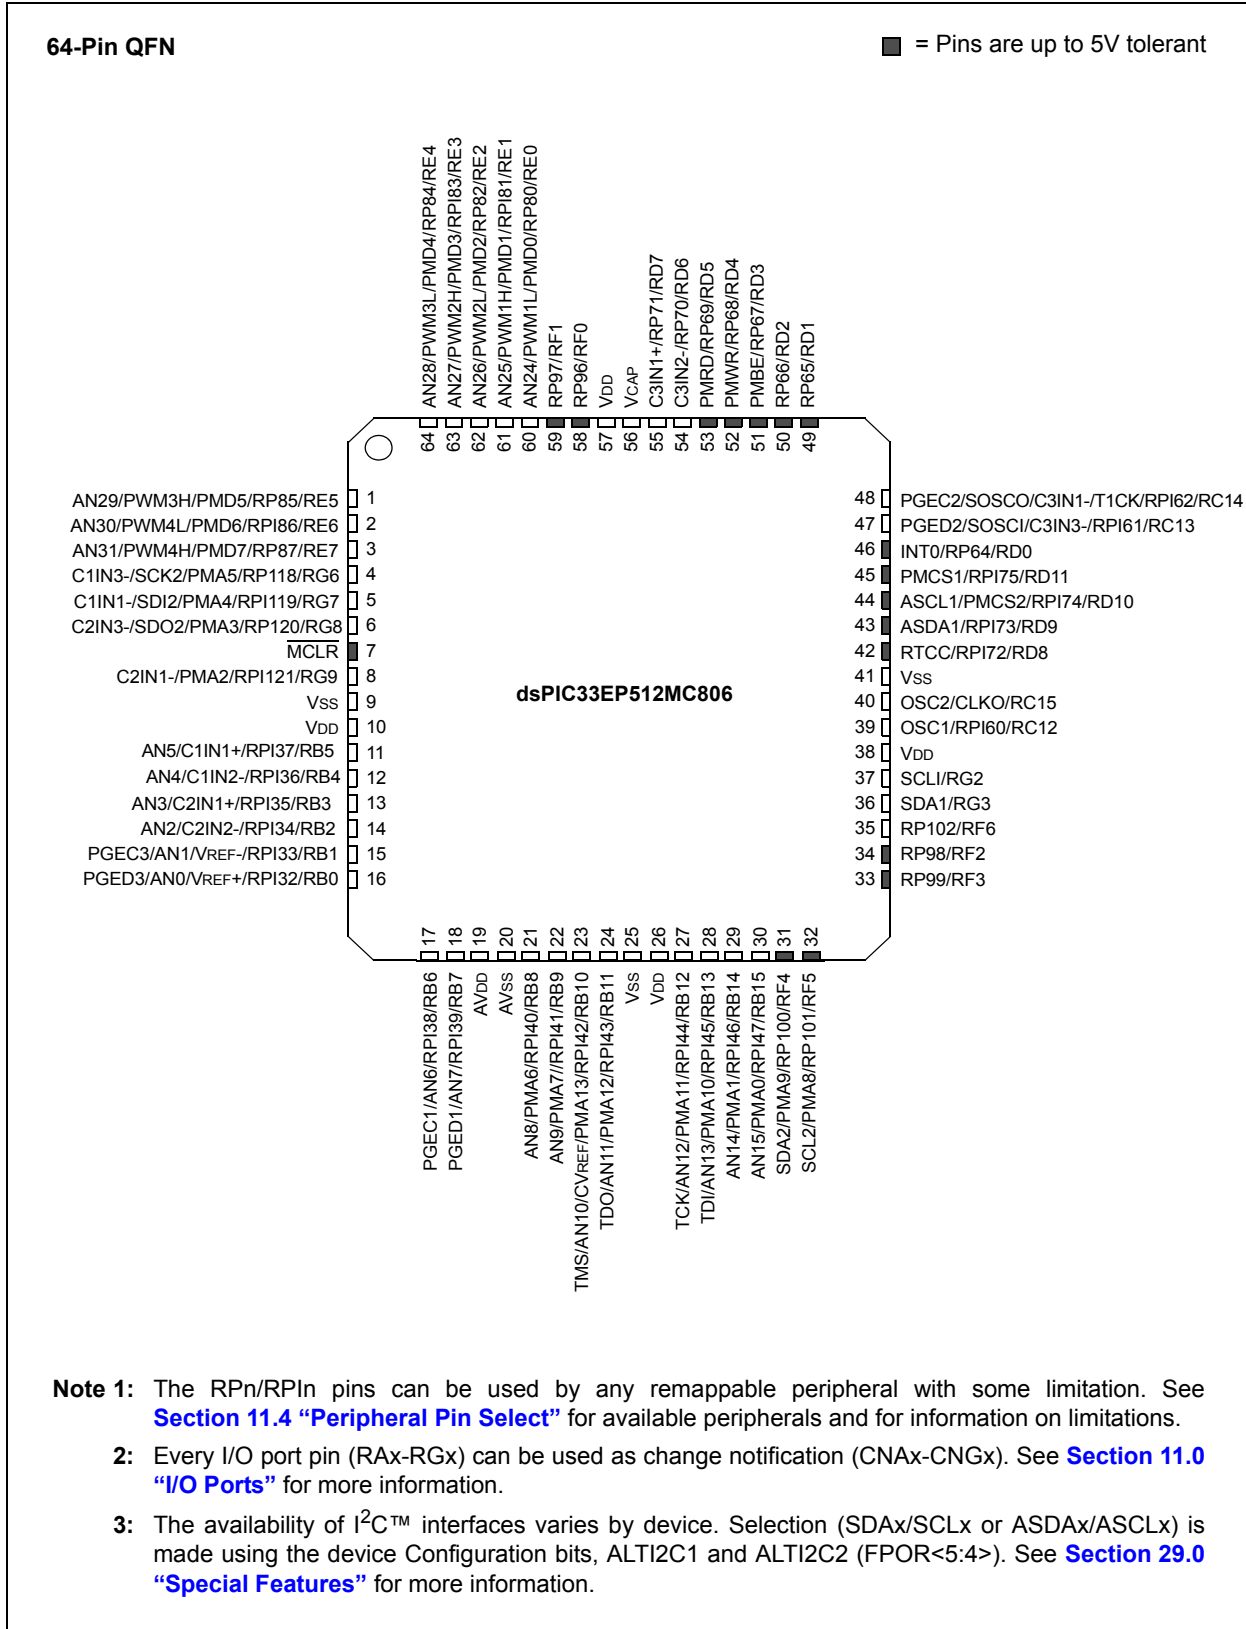 64-Pin QFN
= Pins are up to 5V tolerant
AN28/PWM3L/PMD4/RP84/RE4
AN27/PWM2H/PMD3/RPI83/RE3
AN26/PWM2L/PMD2/RP82/RE2
AN25/PWM1H/PMD1/RPI81/RE1
AN24/PWM1L/PMD0/RP80/RE0
RP97/RF1
RP96/RF0
VDD
VCAP
C3IN1+/RP71/RD7
C3IN2-/RP70/RD6
PMRD/RP69/RD5
PMWR/RP68/RD4
PMBE/RP67/RD3
RP66/RD2
RP65/RD1
64 63 62 61 60 59 58 57 56 55 54 53 52 51 50 49
AN29/PWM3H/PMD5/RP85/RE5 1
AN30/PWM4L/PMD6/RPI86/RE6 2
AN31/PWM4H/PMD7/RP87/RE7 3
C1IN3-/SCK2/PMA5/RP118/RG6 4
C1IN1-/SDI2/PMA4/RPI119/RG7 5
C2IN3-/SDO2/PMA3/RP120/RG8 6
MCLR 7
C2IN1-/PMA2/RPI121/RG9 8
VSS 9
VDD 10
AN5/C1IN1+/RPI37/RB5 11
AN4/C1IN2-/RPI36/RB4 12
AN3/C2IN1+/RPI35/RB3 13
AN2/C2IN2-/RPI34/RB2 14
PGEC3/AN1/VREF-/RPI33/RB1 15
PGED3/AN0/VREF+/RPI32/RB0 16
dsPIC33EP512MC806
48 PGEC2/SOSCO/C3IN1-/T1CK/RPI62/RC14
47 PGED2/SOSCI/C3IN3-/RPI61/RC13
46 INT0/RP64/RD0
45 PMCS1/RPI75/RD11
44 ASCL1/PMCS2/RPI74/RD10
43 ASDA1/RPI73/RD9
42 RTCC/RPI72/RD8
41 VSS
40 OSC2/CLKO/RC15
39 OSC1/RPI60/RC12
38 VDD
37 SCLI/RG2
36 SDA1/RG3
35 RP102/RF6
34 RP98/RF2
33 RP99/RF3
17 18 19 20 21 22 23 24 25 26 27 28 29 30 31 32
PGEC1/AN6/RPI38/RB6
PGED1/AN7/RPI39/RB7
AVDD
AVSS
AN8/PMA6/RPI40/RB8
AN9/PMA7//RPI41/RB9
TMS/AN10/CVREF/PMA13/RPI42/RB10
TDO/AN11/PMA12/RPI43/RB11
VSS
VDD
TCK/AN12/PMA11/RPI44/RB12
TDI/AN13/PMA10/RPI45/RB13
AN14/PMA1/RPI46/RB14
AN15/PMA0/RPI47/RB15
SDA2/PMA9/RP100/RF4
SCL2/PMA8/RP101/RF5
Note 1: The RPn/RPIn pins can be used by any remappable peripheral with some limitation. See
Section 11.4 “Peripheral Pin Select” for available peripherals and for information on limitations.
2: Every I/O port pin (RAx-RGx) can be used as change notification (CNAx-CNGx). See Section 11.0
“I/O Ports” for more information.
3: The availability of I2C™ interfaces varies by device. Selection (SDAx/SCLx or ASDAx/ASCLx) is
made using the device Configuration bits, ALTI2C1 and ALTI2C2 (FPOR<5:4>). See Section 29.0
“Special Features” for more information.